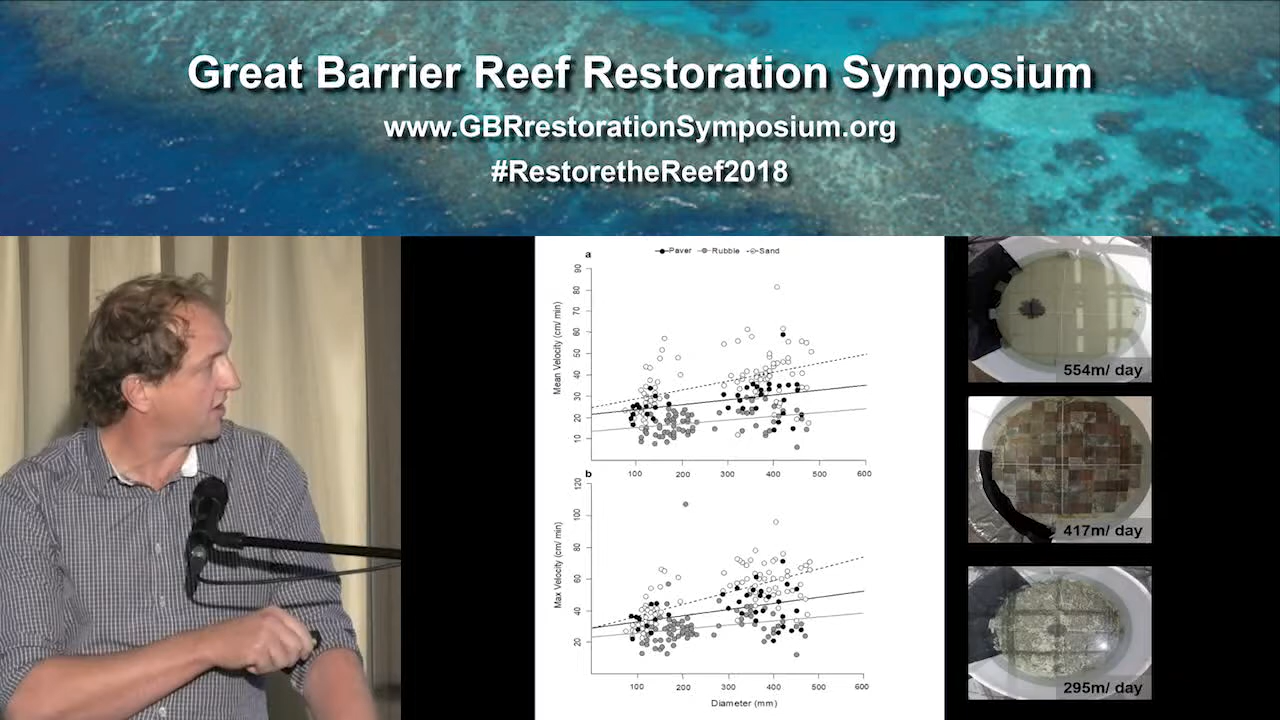 Great Barrier Reef Restoration Symposium
www.GBRrestorationSymposium.org
#RestoretheReef2018
a
Paver Rubble Sand
Mean Velocity (cm/ min)
90
80
70
60
50
40
30
20
10
100 200 300 400 500 600
b
Max Velocity (cm/ min)
120
100
80
60
40
20
100 200 300 400 500 600
Diameter (mm)
554m/ day
417m/ day
295m/ day